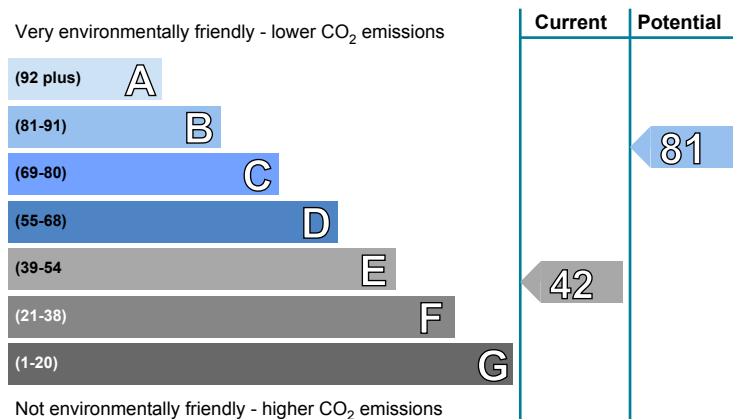 Current Potential
Very environmentally friendly - lower CO2 emissions
(92 plus) A
(81-91) B
81
(69-80) C
(55-68) D
(39-54 E
42
(21-38) F
(1-20) G
Not environmentally friendly - higher CO2 emissions